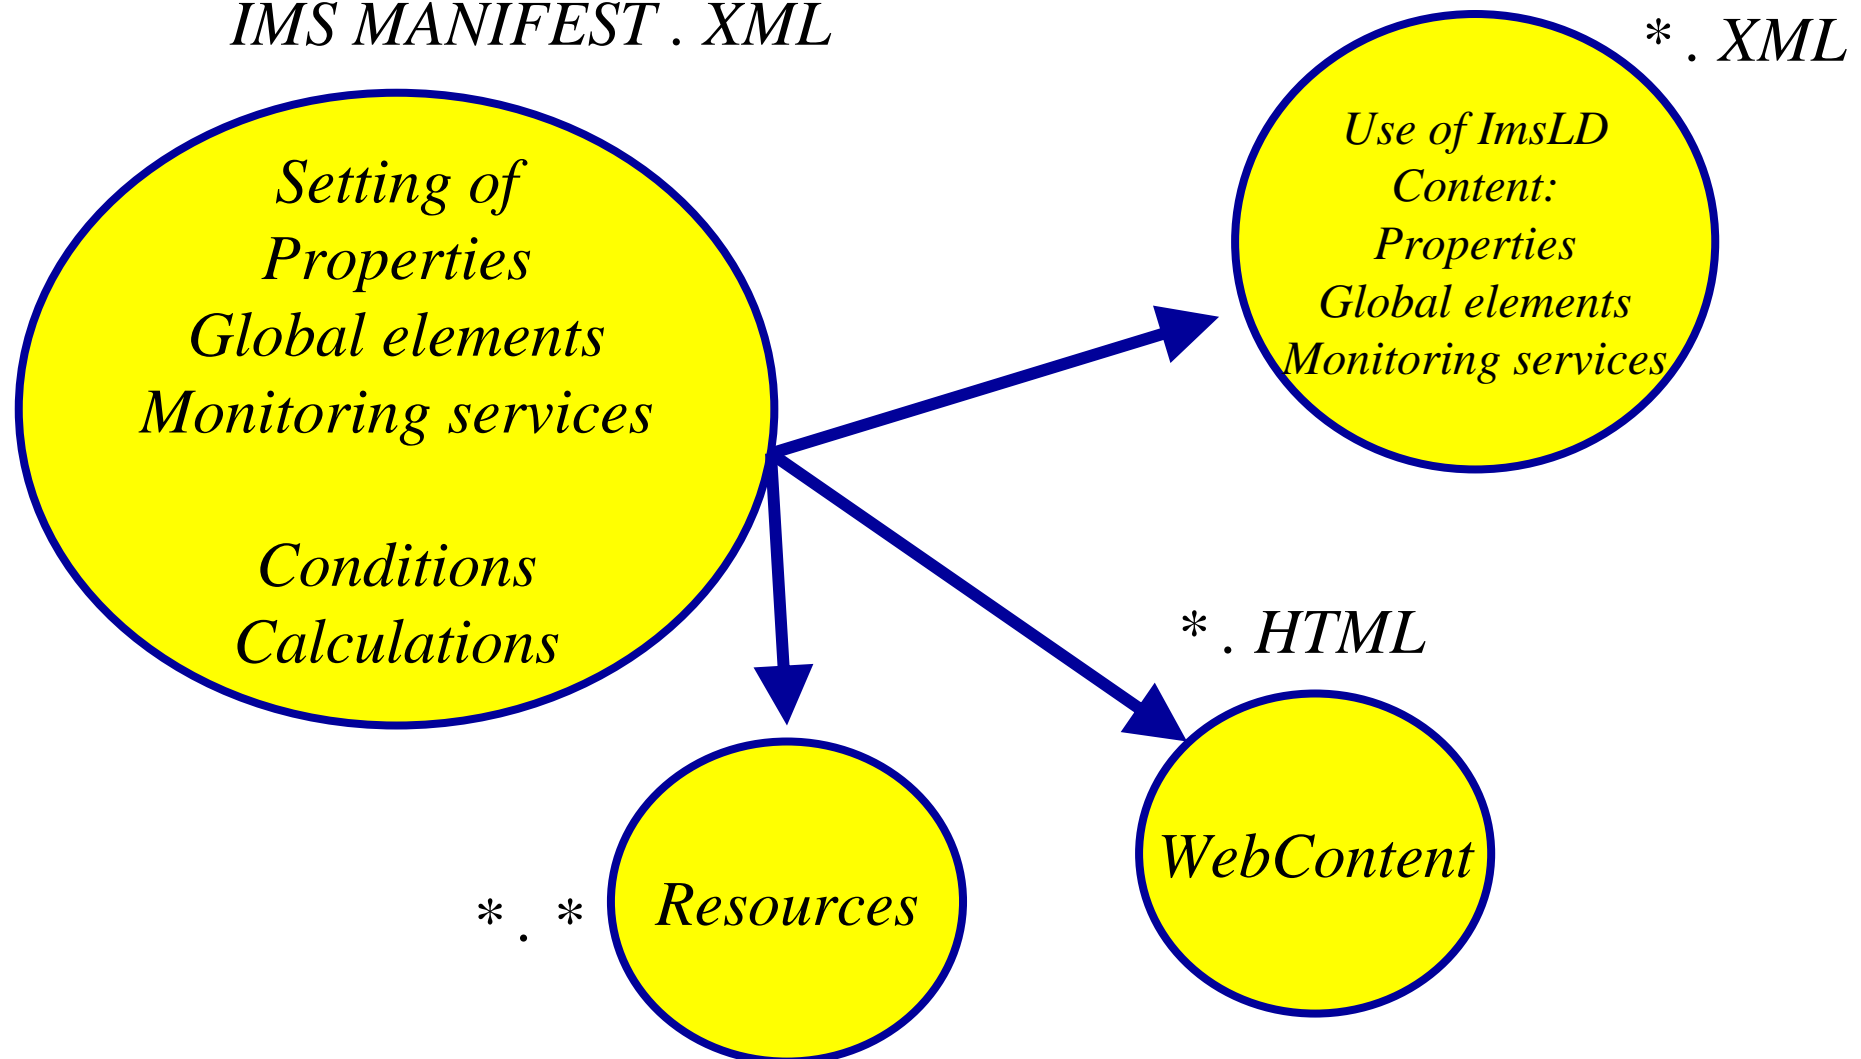 IMS MANIFEST . XML
Setting of
Properties
Global elements
Monitoring services
Conditions
Calculations
* . XML
Use of ImsLD
Content:
Properties
Global elements
Monitoring services
* . HTML
WebContent
* . *
Resources